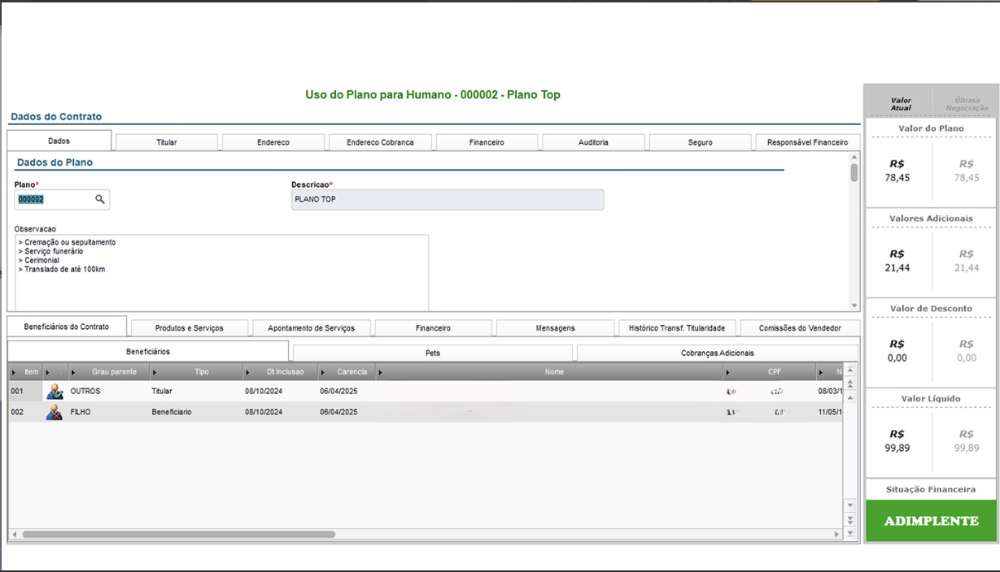 Uso do Plano para Humano - 000002 - Plano Top
Dados do Contrato
Dados Titular Endereco Endereco Cobranca Financeiro Auditoria Seguro Responsável Financeiro
Dados do Plano
Plano* Descricao*
000002 PLANO TOP
Observacao
> Cremação ou sepultamento
> Serviço funerário
> Cerimonial
> Translado de até 100km
Beneficiários do Contrato Produtos e Serviços Apontamento de Serviços Financeiro Mensagens Histórico Transf. Titularidade Comissões do Vendedor
Beneficiários Pets Cobranças Adicionais
Item . Grau parente Tipo Dt Inclusao Carencia Nome CPF N
001 OUTROS Titular 08/10/2024 06/04/2025 08/03/1
002 FILHO Beneficiario 08/10/2024 06/04/2025 11/05/1
Valor Atual Última Negociação
Valor do Plano
R$ R$
78,45 78,45
Valores Adicionais
R$ R$
21,44 21,44
Valor de Desconto
R$ R$
0,00 0,00
Valor Líquido
R$ R$
99,89 99,89
Situação Financeira
ADIMPLENTE